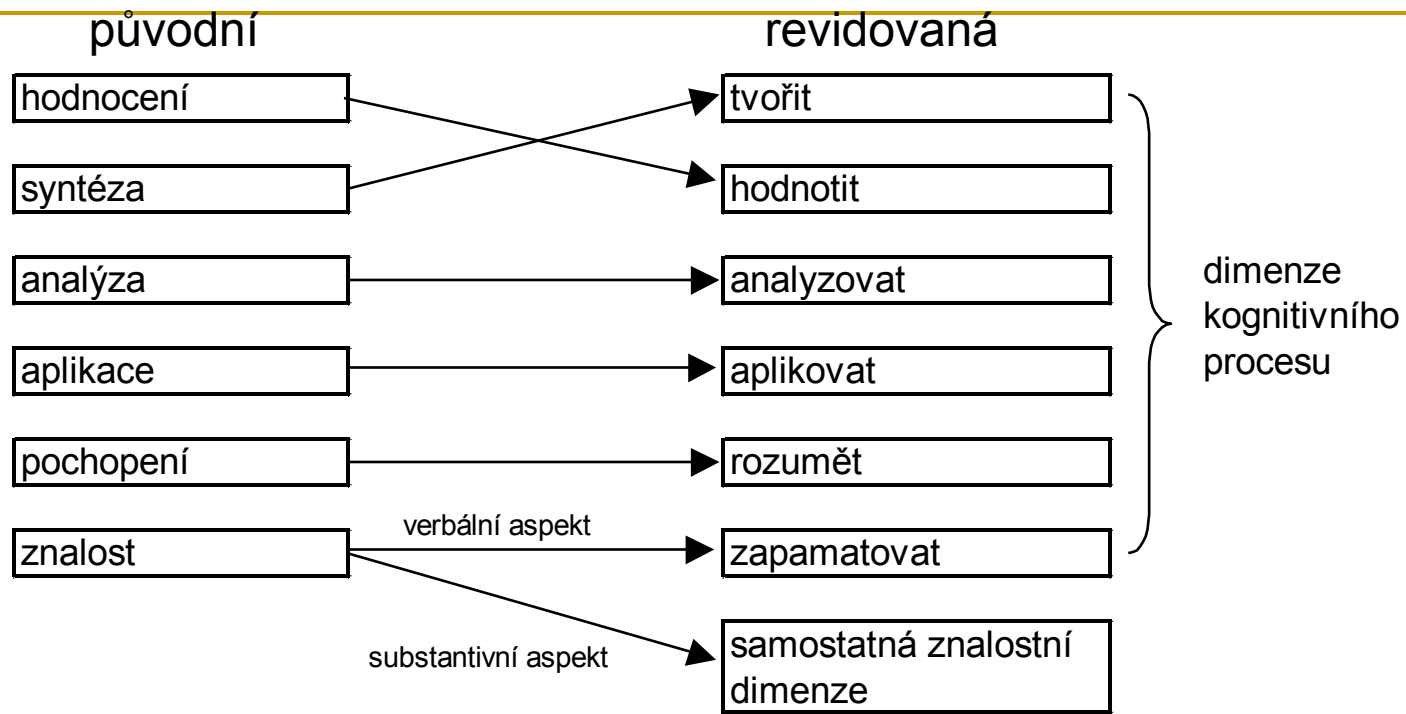 původní
revidovaná
hodnocení
tvořit
syntéza
hodnotit
analýza
analyzovat
dimenze
kognitivního
procesu
aplikace
aplikovat
pochopení
rozumět
znalost
verbální aspekt
zapamatovat
substantivní aspekt
samostatná znalostní
dimenze